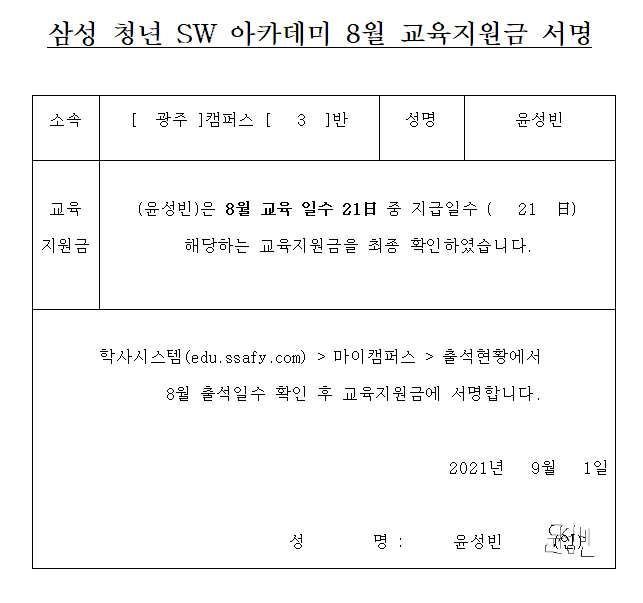 삼성 청년 SW 아카데미 8월 교육지원금 서명
소속 [ 광주 ]캠퍼스 [ 3 ]반 성명 윤성빈
교육
지원금
(윤성빈)은 8월 교육 일수 21日 중 지급일수 ( 21 日)
해당하는 교육지원금을 최종 확인하였습니다.
학사시스템(edu.ssafy.com) > 마이캠퍼스 > 출석현황에서
8월 출석일수 확인 후 교육지원금에 서명합니다.
2021년 9월 1일
성 명 : 윤성빈 (인)
윤성빈